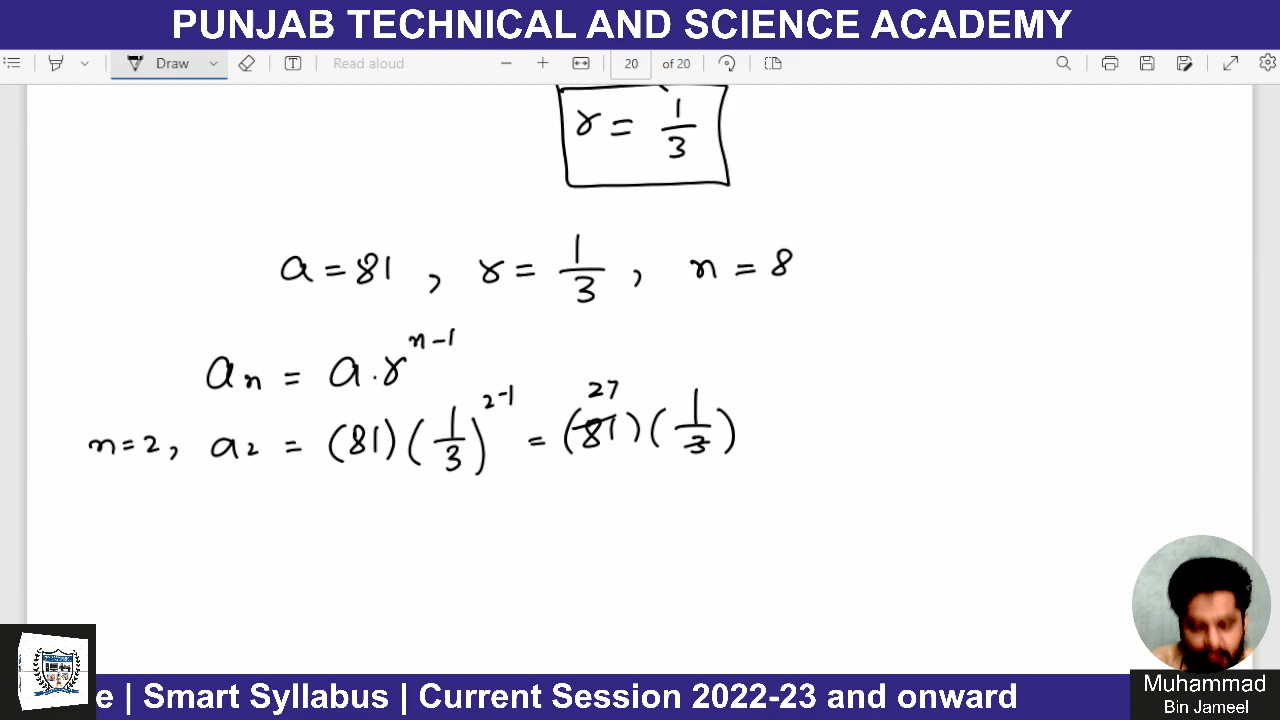 PUNJAB TECHNICAL AND SCIENCE ACADEMY
Draw Read aloud 20 of 20
r = 1/3
a = 81 , r = 1/3 , n = 8
aₙ = a . rⁿ⁻¹
n = 2 , a₂ = (81) (1/3)²⁻¹ = (81) (1/3) 27
e | Smart Syllabus | Current Session 2022-23 and onward
Muhammad
Bin Jameel